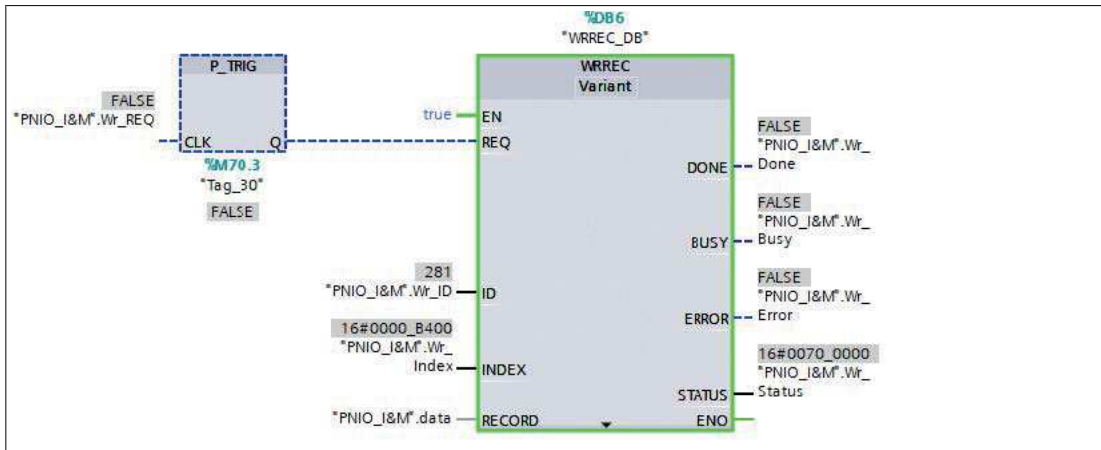 %DB6
"WRREC_DB"
P_TRIG
WRREC
Variant
FALSE
"PNIO_I&M".Wr_REQ
CLK Q
%M70.3
"Tag_30"
FALSE
true
EN
REQ
DONE
FALSE
"PNIO_I&M".Wr_
Done
BUSY
FALSE
"PNIO_I&M".Wr_
Busy
281
"PNIO_I&M".Wr_ID
ID
ERROR
FALSE
"PNIO_I&M".Wr_
Error
16#0000_B400
"PNIO_I&M".Wr_
Index
INDEX
STATUS
16#0070_0000
"PNIO_I&M".Wr_
Status
"PNIO_I&M".data
RECORD
ENO